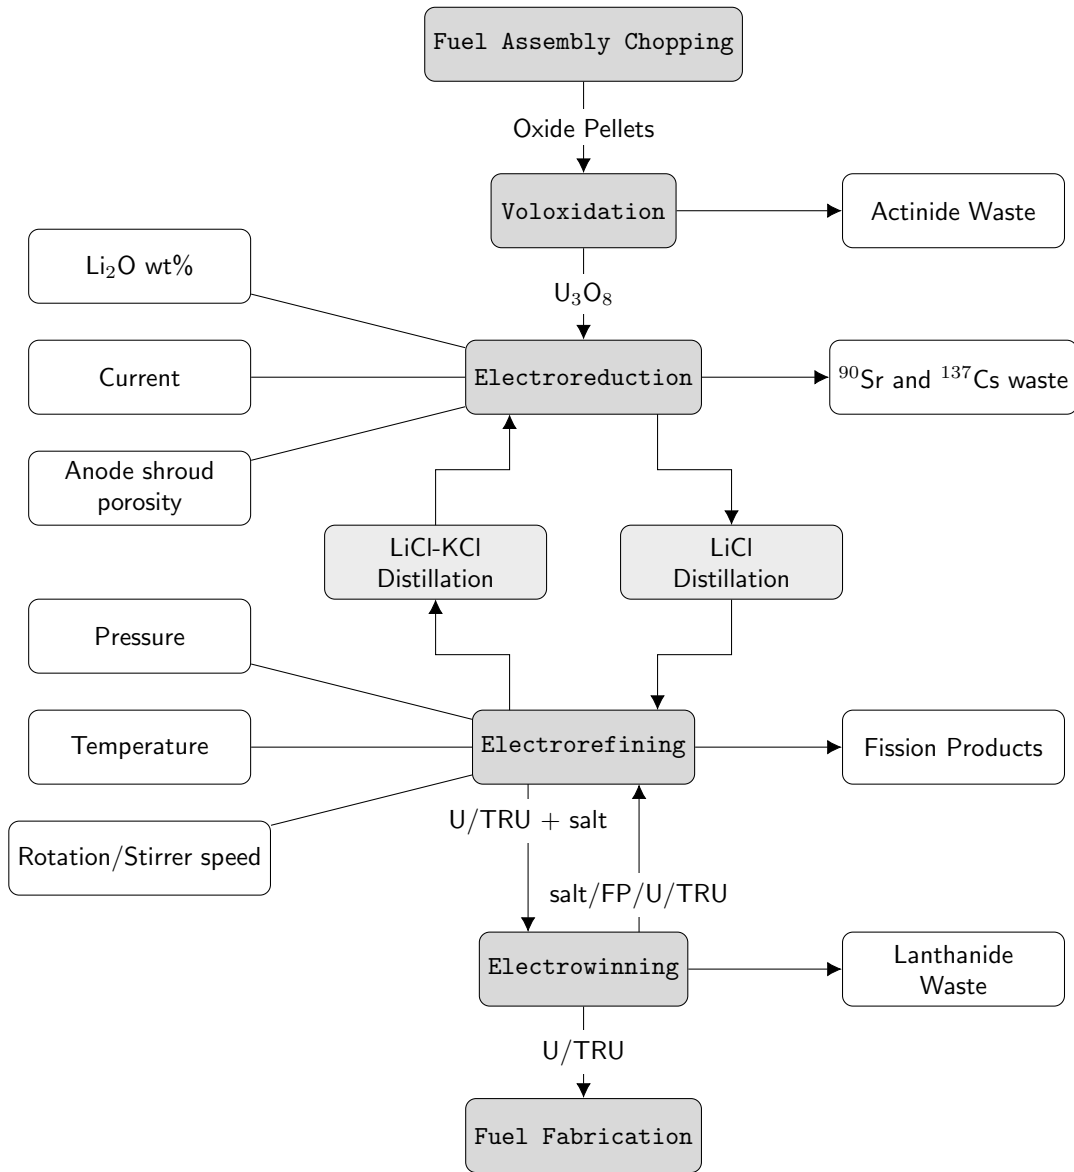 Fuel Assembly Chopping
Oxide Pellets
Voloxidation
Actinide Waste
Li₂O wt%
U₃O₈
Current
Electroreduction
⁹⁰Sr and ¹³⁷Cs waste
Anode shroud
porosity
LiCl-KCl
Distillation
LiCl
Distillation
Pressure
Temperature
Electrorefining
Fission Products
U/TRU + salt
Rotation/Stirrer speed
salt/FP/U/TRU
Electrowinning
Lanthanide
Waste
U/TRU
Fuel Fabrication